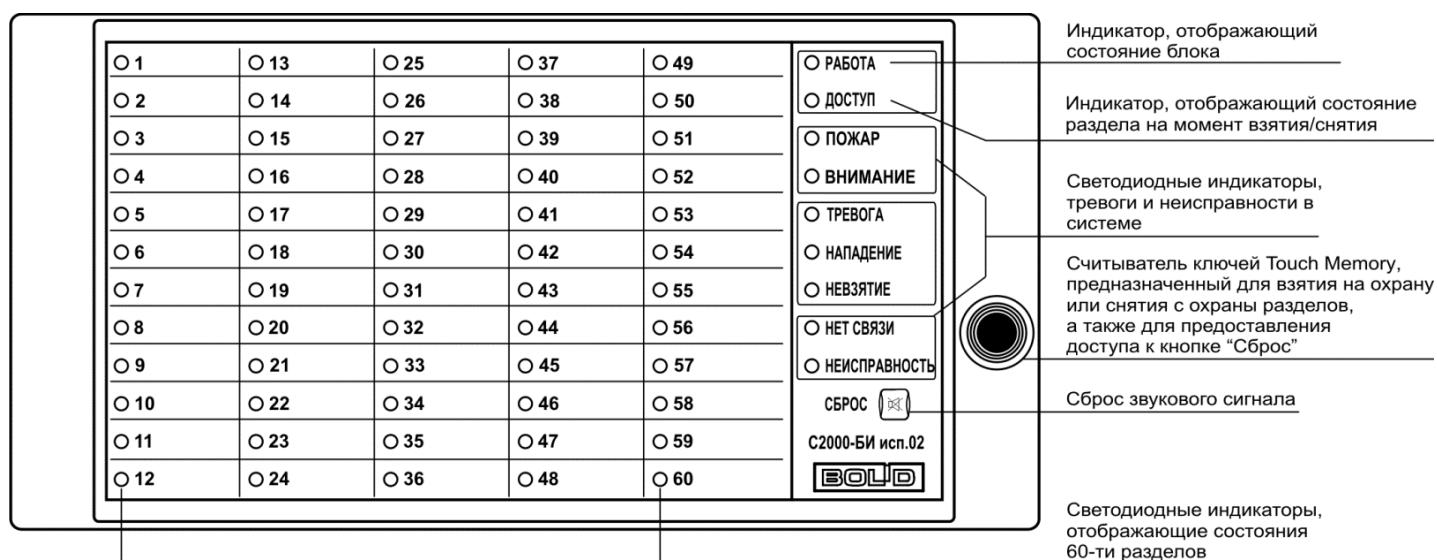 1 13 25 37 49 РАБОТА
2 14 26 38 50 ДОСТУП
3 15 27 39 51 ПОЖАР
4 16 28 40 52 ВНИМАНИЕ
5 17 29 41 53 ТРЕВОГА
6 18 30 42 54 НАПАДЕНИЕ
7 19 31 43 55 НЕВЗЯТИЕ
8 20 32 44 56 НЕТ СВЯЗИ
9 21 33 45 57 НЕИСПРАВНОСТЬ
10 22 34 46 58 СБРОС
11 23 35 47 59 С2000-БИ исп.02
12 24 36 48 60 BOLID
Индикатор, отображающий
состояние блока
Индикатор, отображающий состояние
раздела на момент взятия/снятия
Светодиодные индикаторы,
тревоги и неисправности в
системе
Считыватель ключей Touch Memory,
предназначенный для взятия на охрану
или снятия с охраны разделов,
а также для предоставления
доступа к кнопке “Сброс”
Сброс звукового сигнала
Светодиодные индикаторы,
отображающие состояния
60-ти разделов